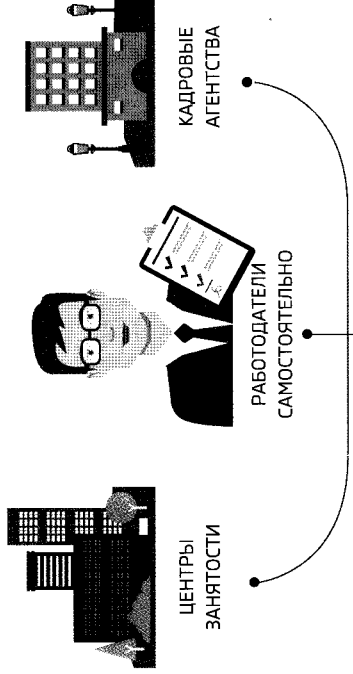 ЦЕНТРЫ
ЗАНЯТОСТИ
РАБОТОДАТЕЛИ
САМОСТОЯТЕЛЬНО
КАДРОВЫЕ
АГЕНТСТВА